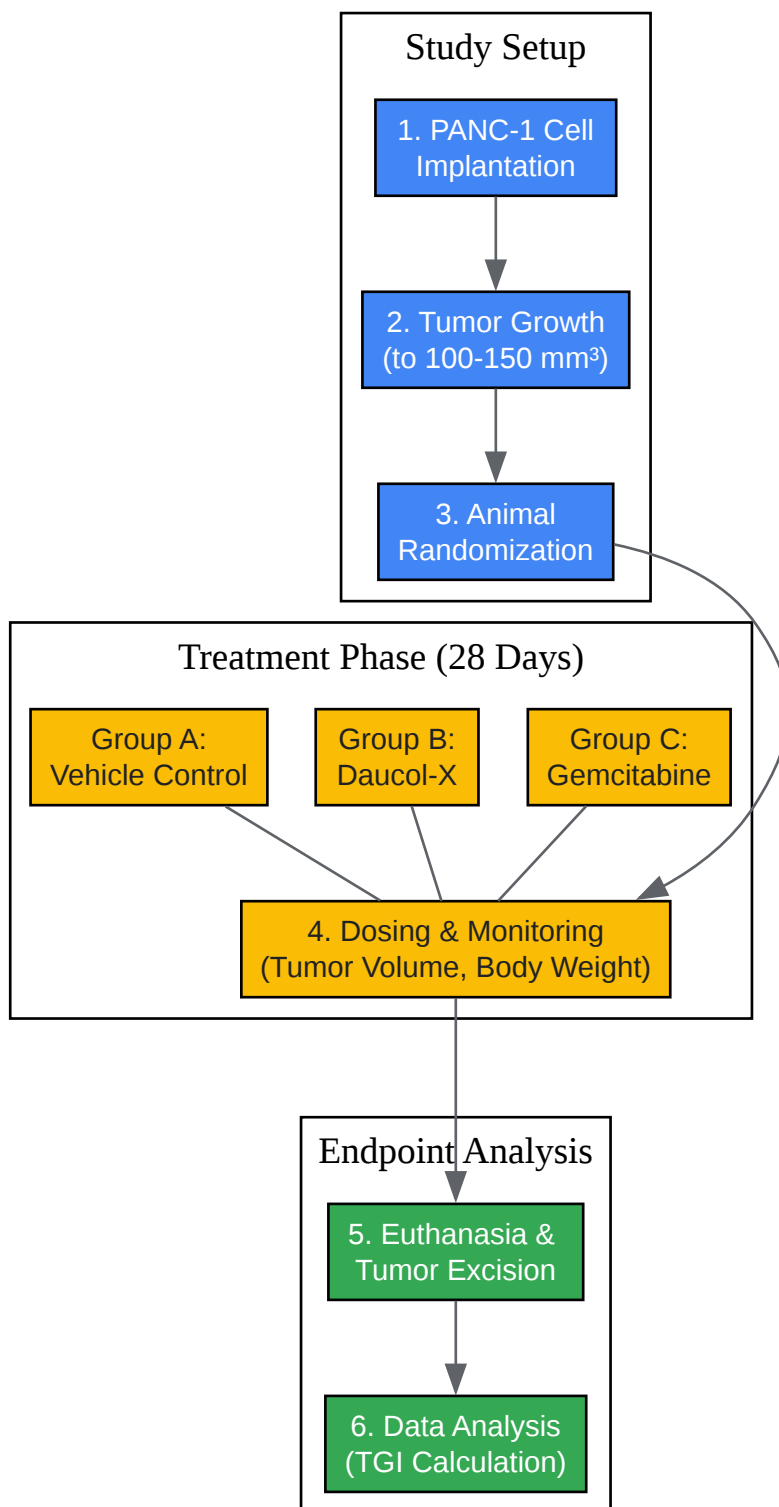 Study Setup
1. PANC-1 Cell
Implantation
2. Tumor Growth
(to 100-150 mm³)
3. Animal
Randomization
Treatment Phase (28 Days)
Group A:
Vehicle Control
Group B:
Daucol-X
Group C:
Gemcitabine
4. Dosing & Monitoring
(Tumor Volume, Body Weight)
Endpoint Analysis
5. Euthanasia &
Tumor Excision
6. Data Analysis
(TGI Calculation)